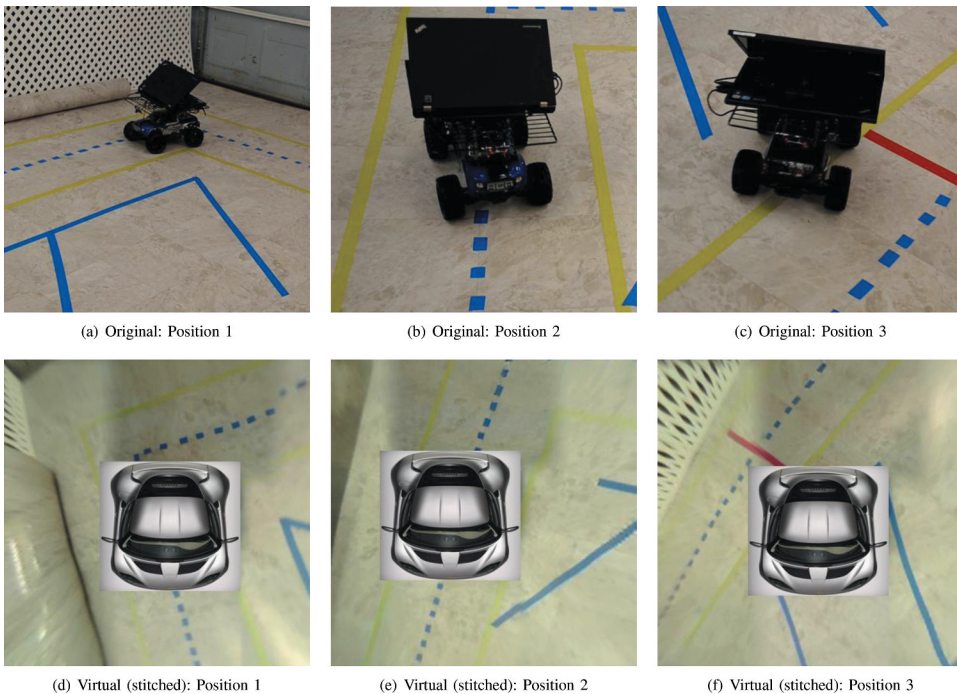 (a) Original: Position 1
(b) Original: Position 2
(c) Original: Position 3
(d) Virtual (stitched): Position 1
(e) Virtual (stitched): Position 2
(f) Virtual (stitched): Position 3